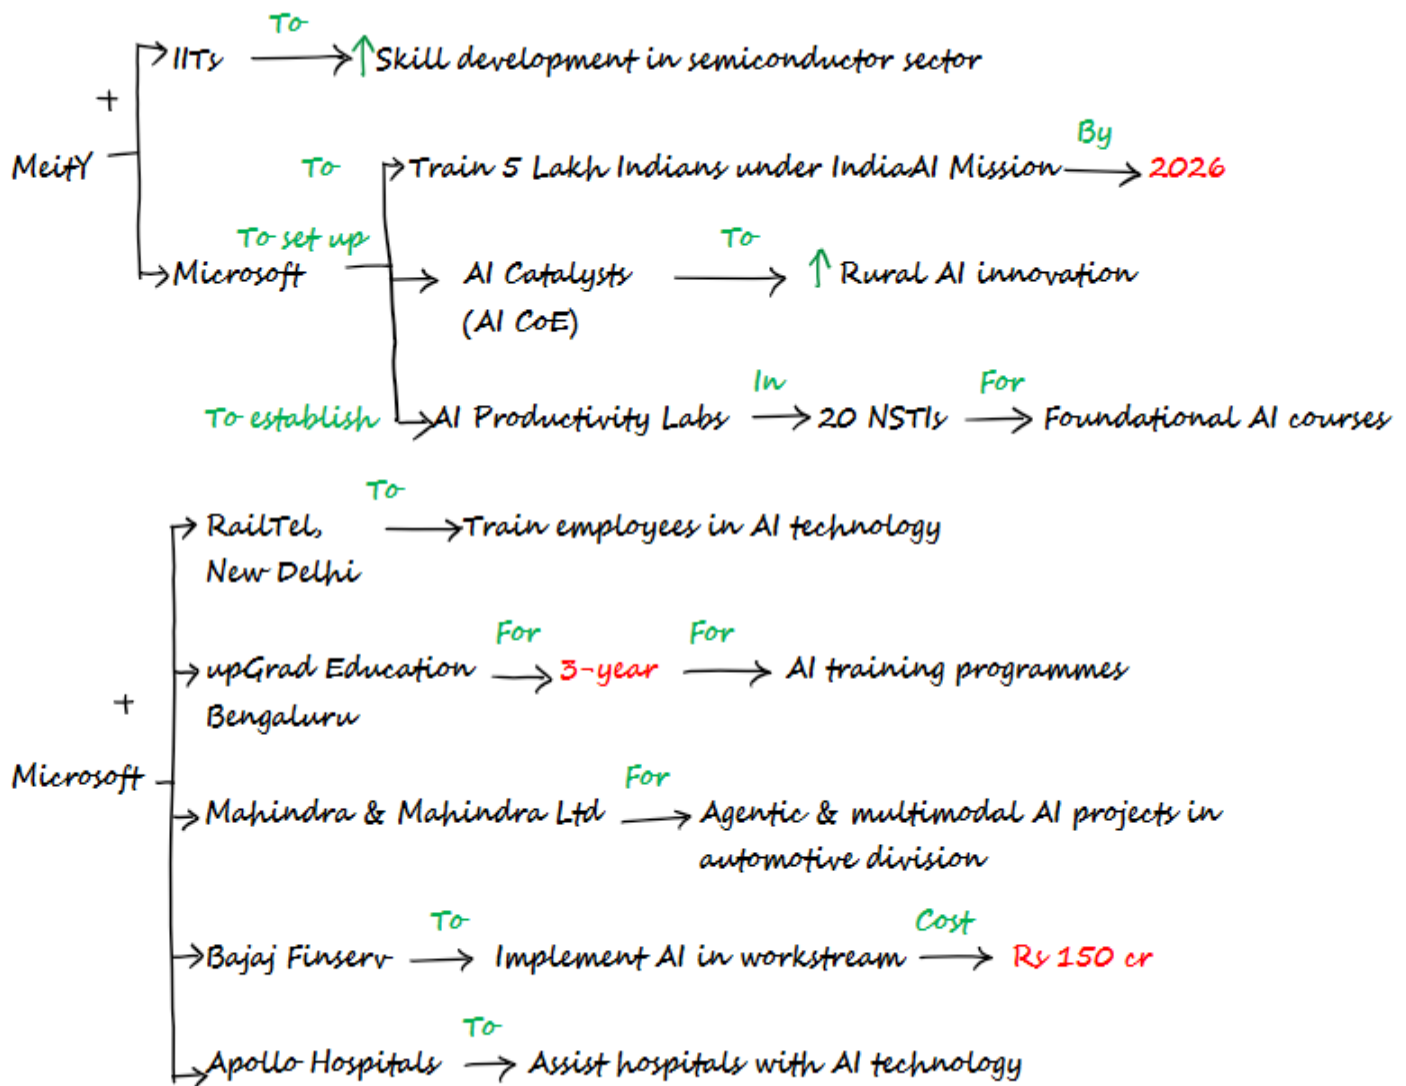 To
IITs → ↑ Skill development in semiconductor sector
+
By
MeitY To Train 5 Lakh Indians under IndiaAI Mission → 2026
To set up To
Microsoft AI Catalysts → ↑ Rural AI innovation
(AI CoE)
In For
To establish AI Productivity Labs → 20 NSTIs → Foundational AI courses
To
RailTel, → Train employees in AI technology
New Delhi
For For
upGrad Education → 3-year → AI training programmes
+ Bengaluru
Microsoft For
Mahindra & Mahindra Ltd → Agentic & multimodal AI projects in
automotive division
To Cost
Bajaj Finserv → Implement AI in workstream → Rs 150 cr
To
Apollo Hospitals → Assist hospitals with AI technology